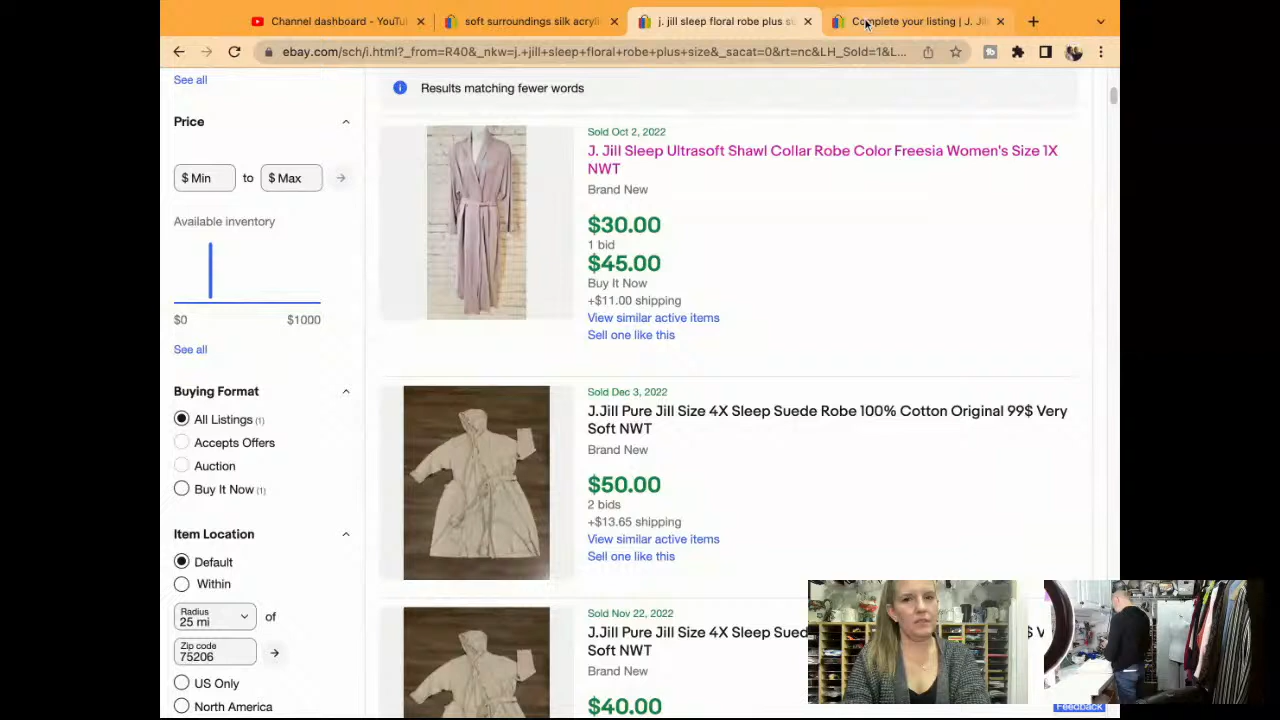 Channel dashboard - YouTu
soft surroundings silk acryli
j. jill sleep floral robe plus su
Complete your listing | J. Jil
ebay.com/sch/i.html?_from=R40&_nkw=j.+jill+sleep+floral+robe+plus+size&_sacat=0&rt=nc&LH_Sold=1&L...
See all
Price
$ Min
to
$ Max
Available inventory
$0
$1000
See all
Buying Format
All Listings (1)
Accepts Offers
Auction
Buy It Now (1)
Item Location
Default
Within
Radius
25 mi
of
Zip code
75206
US Only
North America
Results matching fewer words
Sold Oct 2, 2022
J. Jill Sleep Ultrasoft Shawl Collar Robe Color Freesia Women's Size 1X
NWT
Brand New
$30.00
1 bid
$45.00
Buy It Now
+$11.00 shipping
View similar active items
Sell one like this
Sold Dec 3, 2022
J.Jill Pure Jill Size 4X Sleep Suede Robe 100% Cotton Original 99$ Very
Soft NWT
Brand New
$50.00
2 bids
+$13.65 shipping
View similar active items
Sell one like this
Sold Nov 22, 2022
J.Jill Pure Jill Size 4X Sleep Sued
$ V
Soft NWT
Brand New
$40.00
Feedback